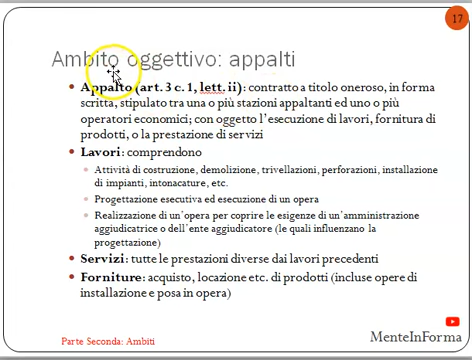 17
Ambito oggettivo: appalti
Appalto (art. 3 c. 1, lett. ii): contratto a titolo oneroso, in forma
scritta, stipulato tra una o più stazioni appaltanti ed uno o più
operatori economici; con oggetto l'esecuzione di lavori, fornitura di
prodotti, o la prestazione di servizi
Lavori: comprendono
Attività di costruzione, demolizione, trivellazioni, perforazioni, installazione
di impianti, intonacature, etc.
Progettazione esecutiva ed esecuzione di un opera
Realizzazione di un'opera per coprire le esigenze di un'amministrazione
aggiudicatrice o dell'ente aggiudicatore (le quali influenzano la
progettazione)
Servizi: tutte le prestazioni diverse dai lavori precedenti
Forniture: acquisto, locazione etc. di prodotti (incluse opere di
installazione e posa in opera)
Parte Seconda: Ambiti
MenteInForma